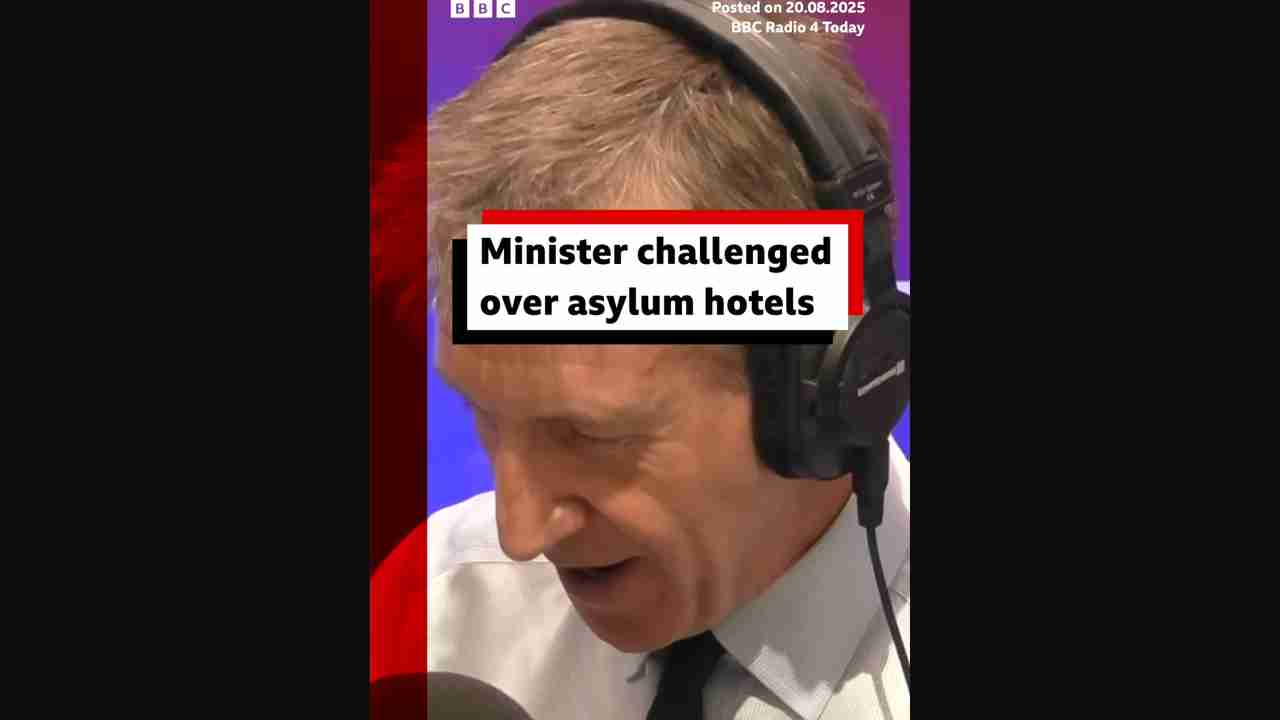 BBC
Posted on 20.08.2025
BBC Radio 4 Today
Minister challenged
over asylum hotels